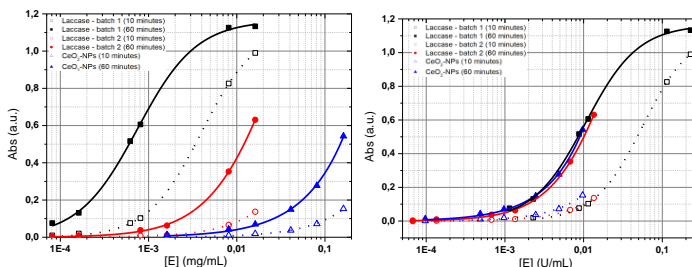 Laccase - batch 1 (10 minutes)
Laccase - batch 1 (60 minutes)
Laccase - batch 2 (10 minutes)
Laccase - batch 2 (60 minutes)
CeO2-NPs (10 minutes)
CeO2-NPs (60 minutes)
1,2
1,0
0,8
0,6
0,4
0,2
0,0
Abs (a.u.)
1E-4
1E-3
0,01
0,1
[E] (mg/mL)
Laccase - batch 1 (10 minutes)
Laccase - batch 1 (60 minutes)
Laccase - batch 2 (10 minutes)
Laccase - batch 2 (60 minutes)
CeO2-NPs (10 minutes)
CeO2-NPs (60 minutes)
1,2
1,0
0,8
0,6
0,4
0,2
0,0
Abs (a.u.)
1E-4
1E-3
0,01
0,1
[E] (U/mL)